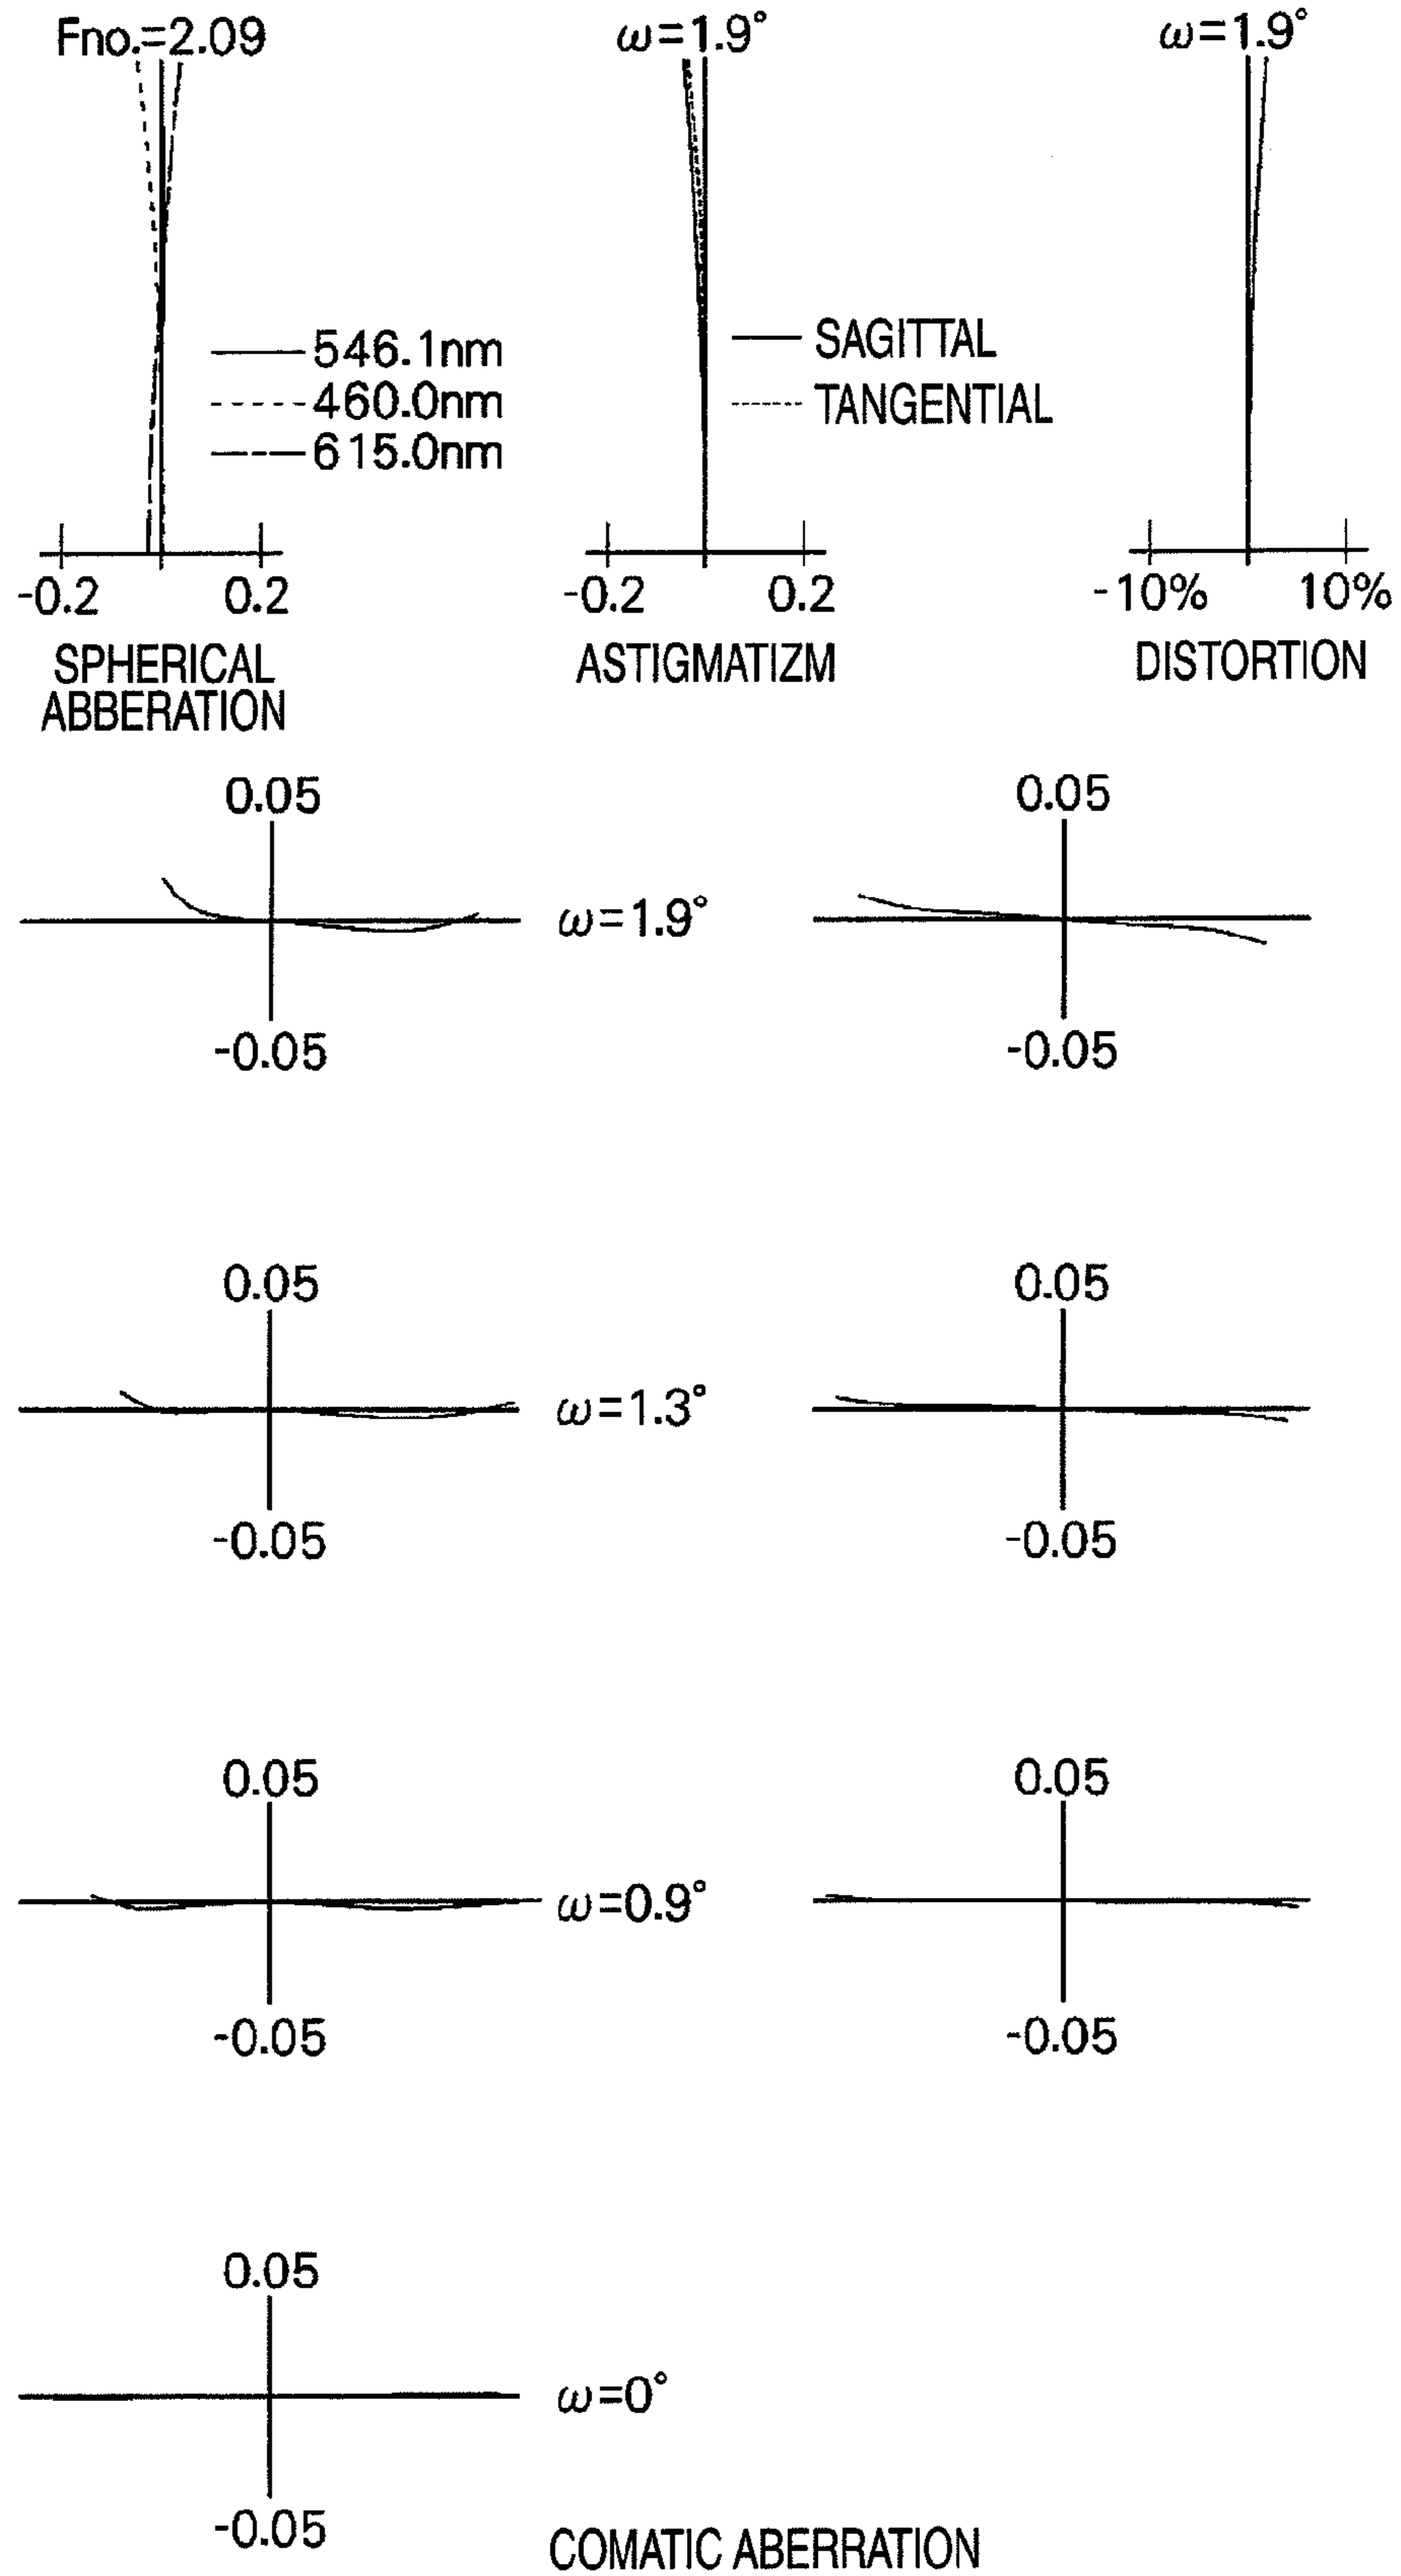 Fno.=2.09
ω=1.9°
ω=1.9°
546.1nm
460.0nm
615.0nm
SAGITTAL
TANGENTIAL
-0.2 0.2
-0.2 0.2
-10% 10%
SPHERICAL
ABBERATION
ASTIGMATIZM
DISTORTION
0.05
0.05
ω=1.9°
-0.05
-0.05
0.05
0.05
ω=1.3°
-0.05
-0.05
0.05
0.05
ω=0.9°
-0.05
-0.05
0.05
ω=0°
-0.05
COMATIC ABERRATION